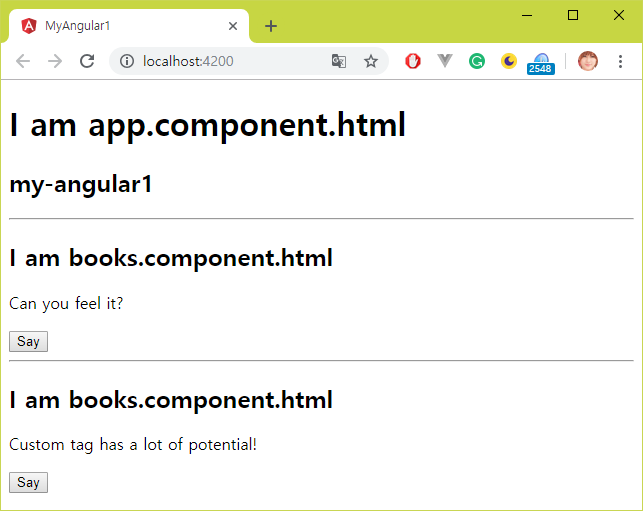 MyAngular1
localhost:4200
2548
I am app.component.html
my-angular1
I am books.component.html
Can you feel it?
Say
I am books.component.html
Custom tag has a lot of potential!
Say